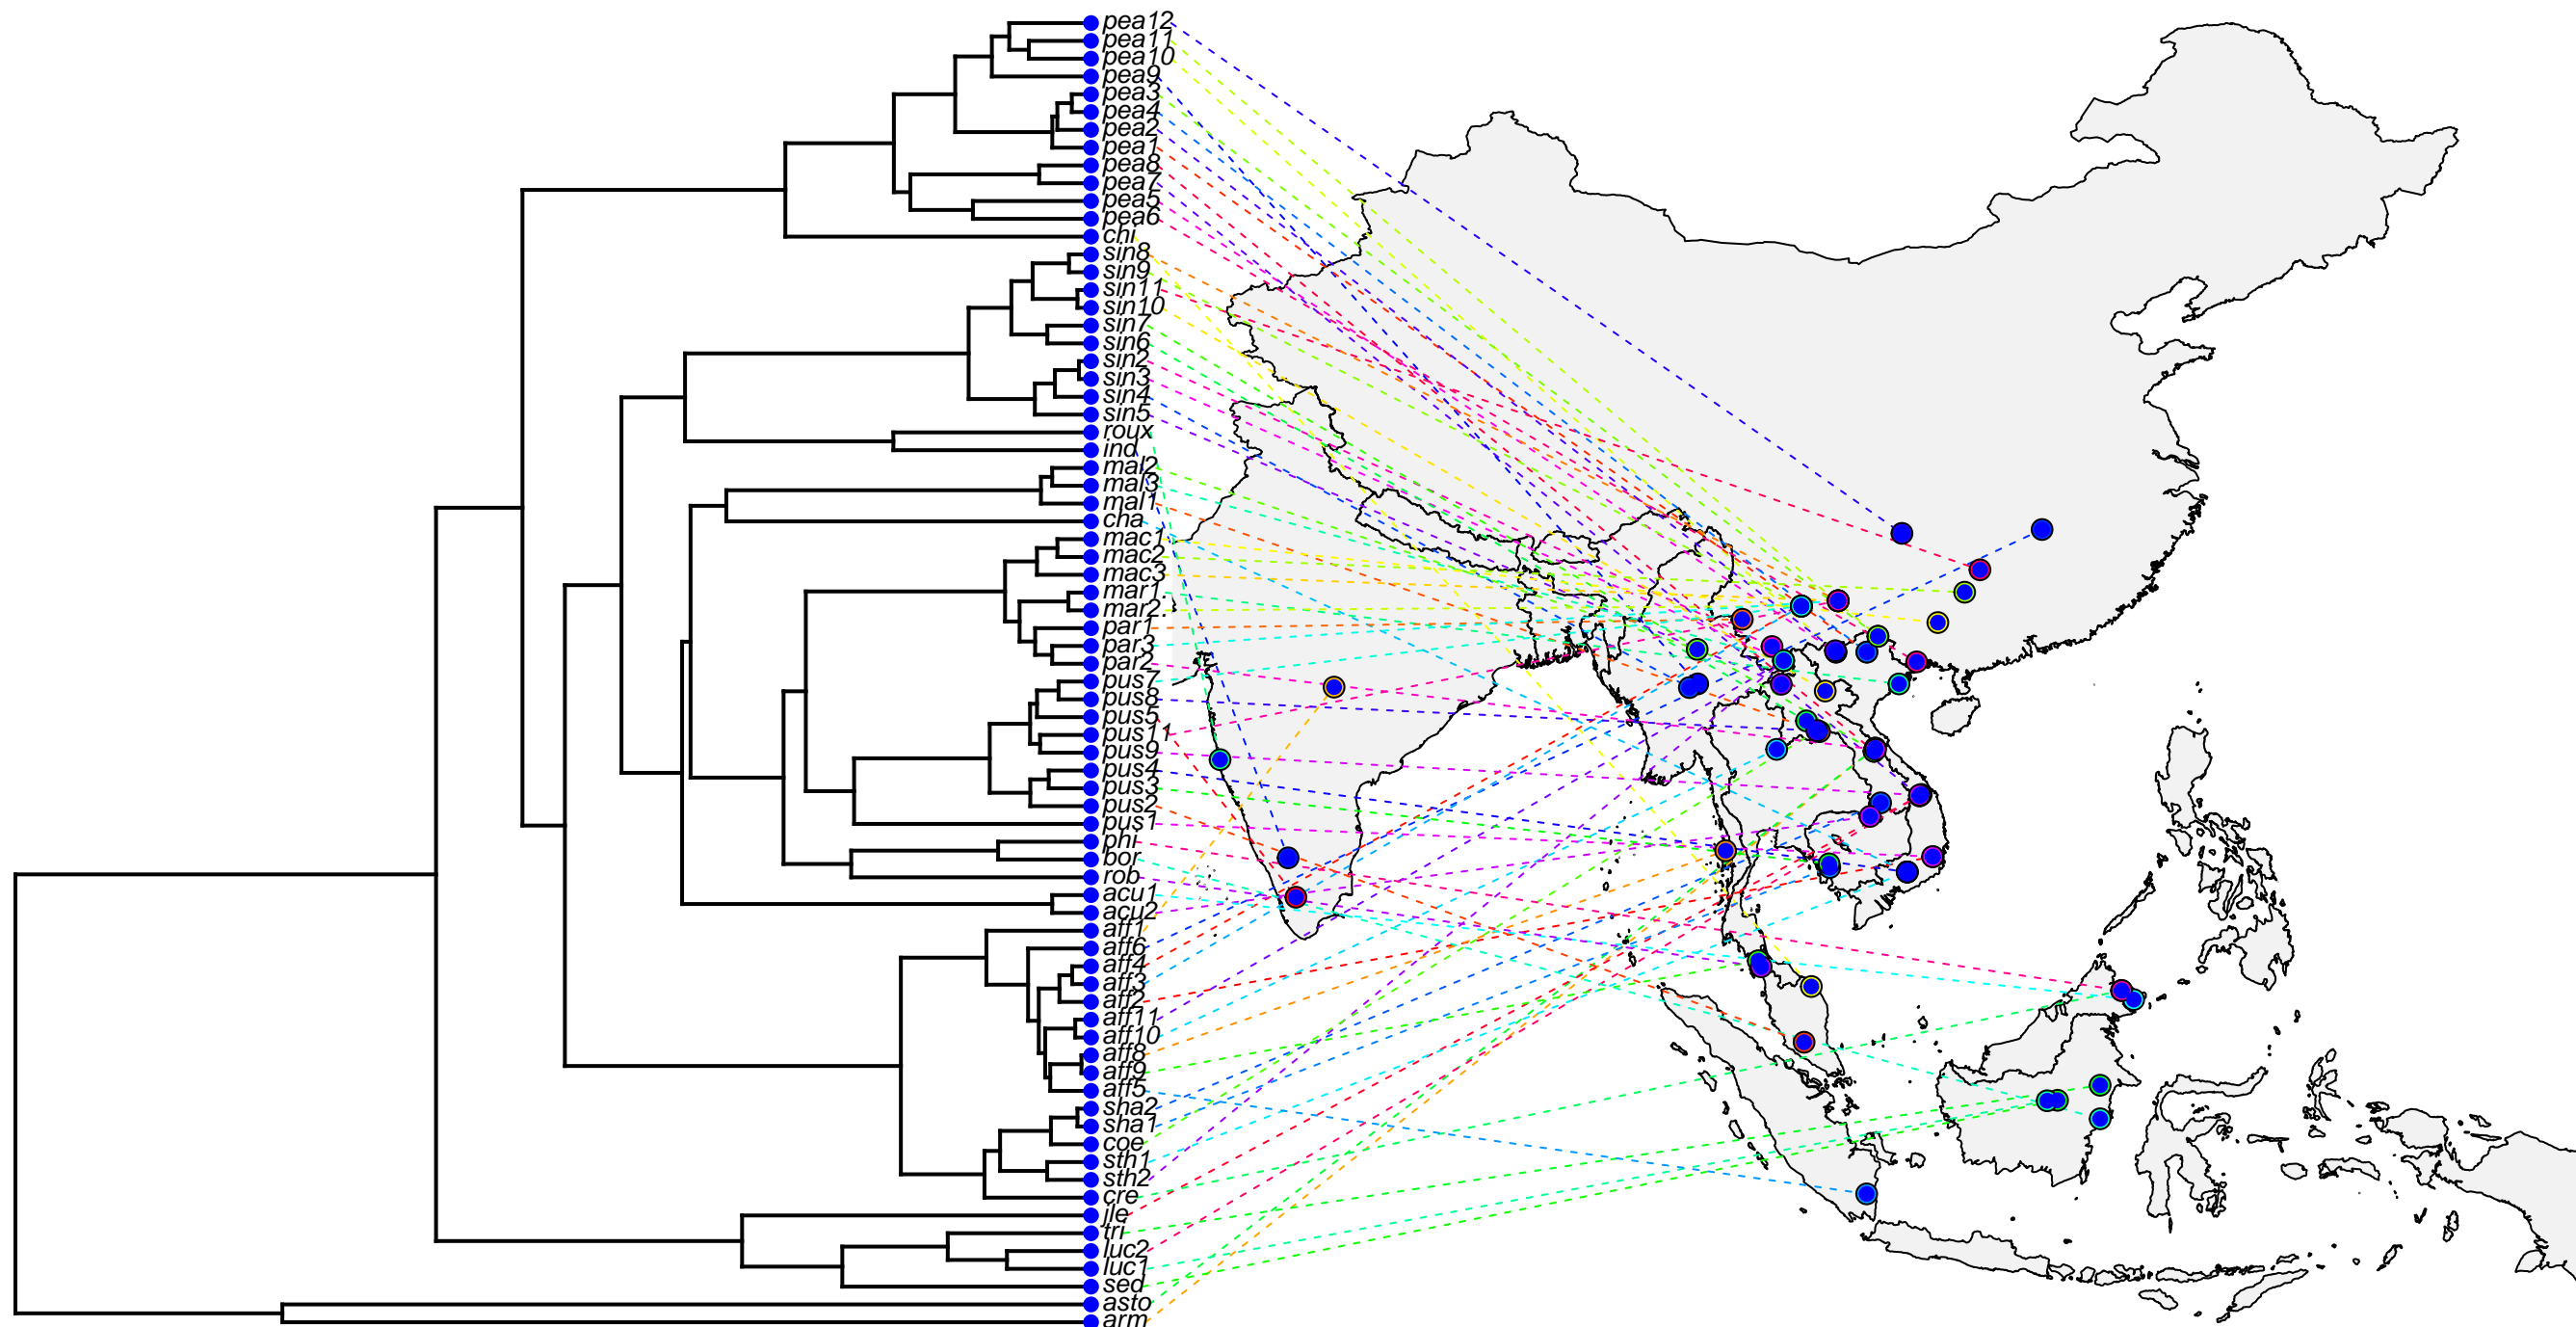 pea12
pea11
pea10
pea9
pea3
pea4
pea2
pea1
pea8
pea7
pea5
pea6
chi
sin8
sin9
sin11
sin10
sin7
sin6
sin2
sin3
sin4
sin5
roux
ind
mal2
mal3
mal1
cha
mac1
mac2
mac3
mar1
mar2
par1
par3
par2
pus7
pus8
pus5
pus11
pus9
pus4
pus3
pus2
pus1
phi
bor
rob
acu1
acu2
aff1
aff6
aff4
aff3
aff2
aff11
aff10
aff8
aff9
aff5
sha2
sha1
coe
sth1
sth2
cre
jle
tri
luc2
luc1
sed
asto
arm